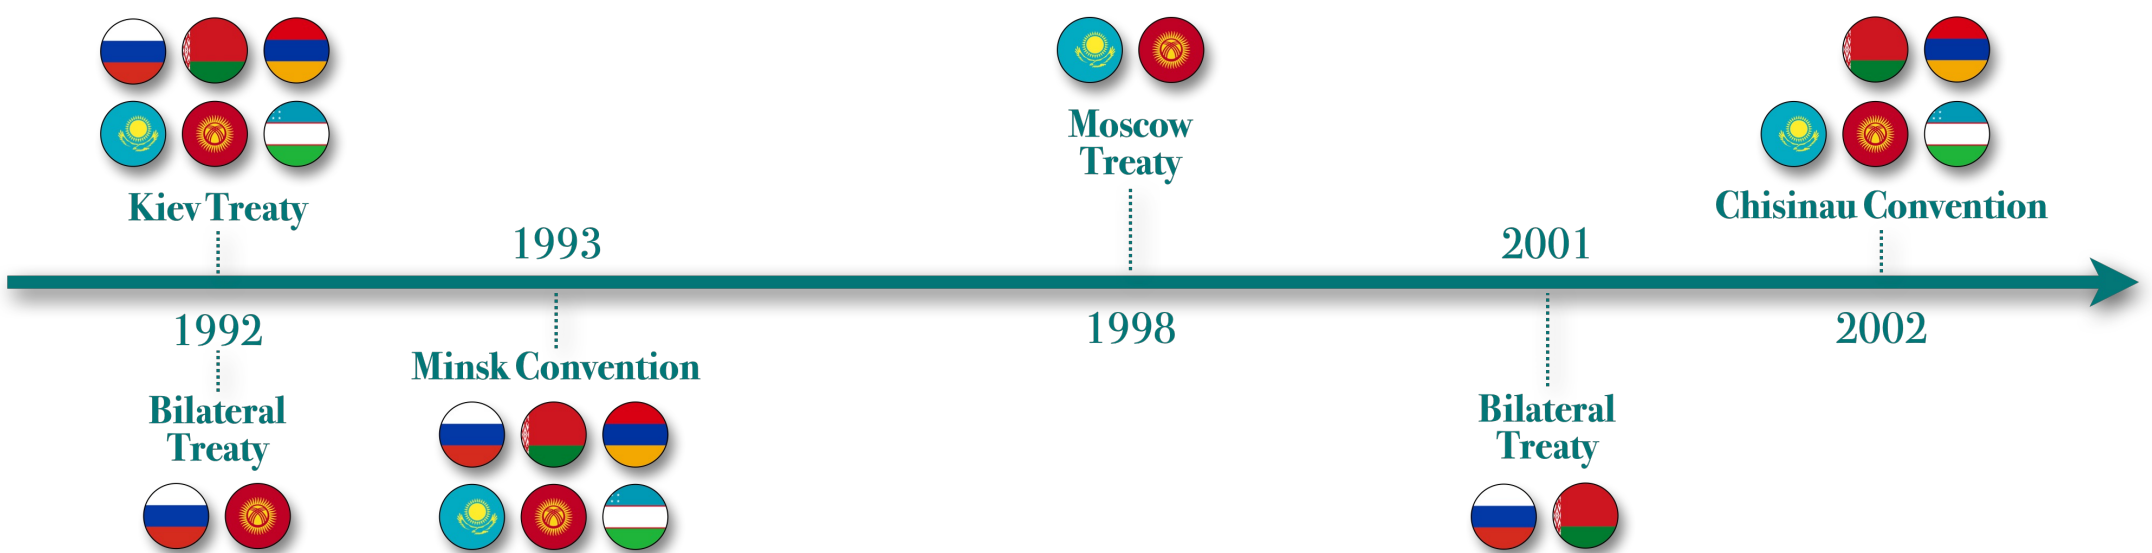 Kiev Treaty
1992
Bilateral
Treaty
1993
Minsk Convention
Moscow
Treaty
1998
2001
Bilateral
Treaty
Chisinau Convention
2002